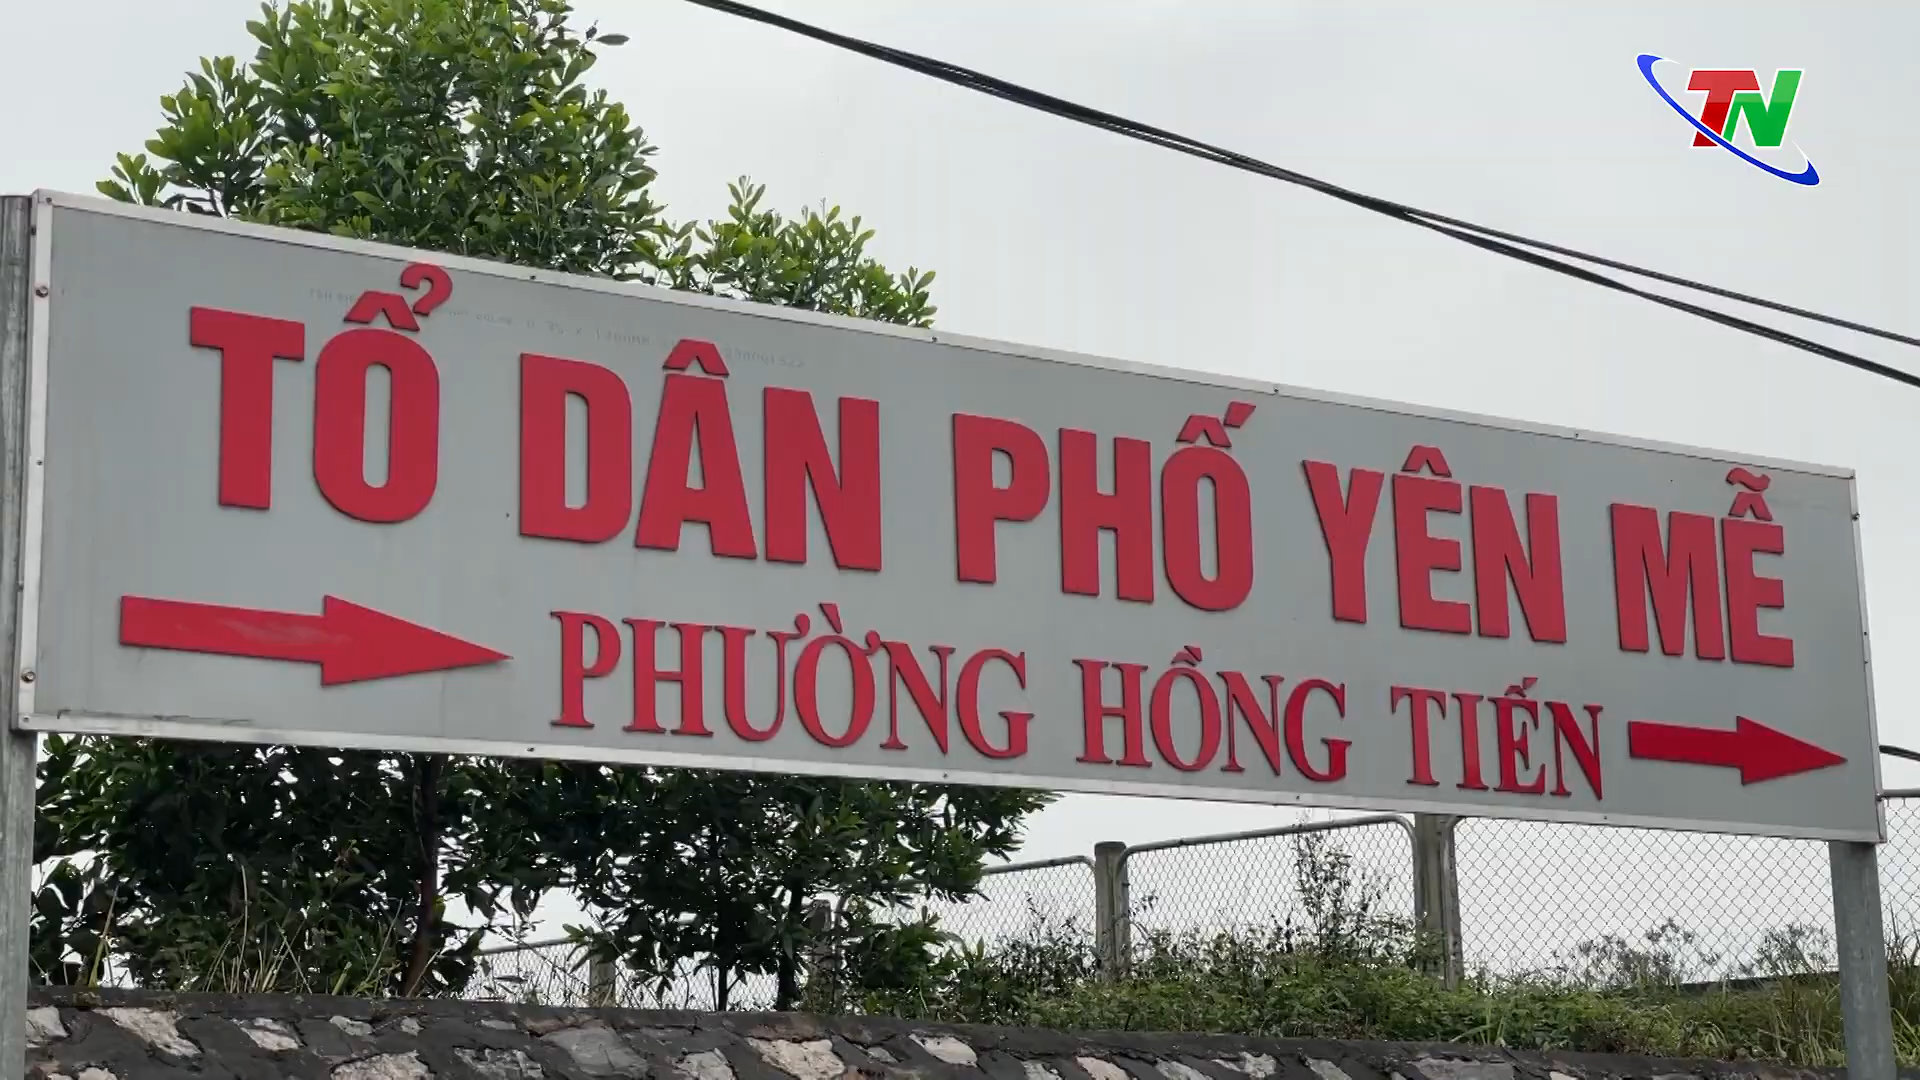 TN
TỔ DÂN PHỐ YÊN MỄ
PHƯỜNG HỒNG TIẾN